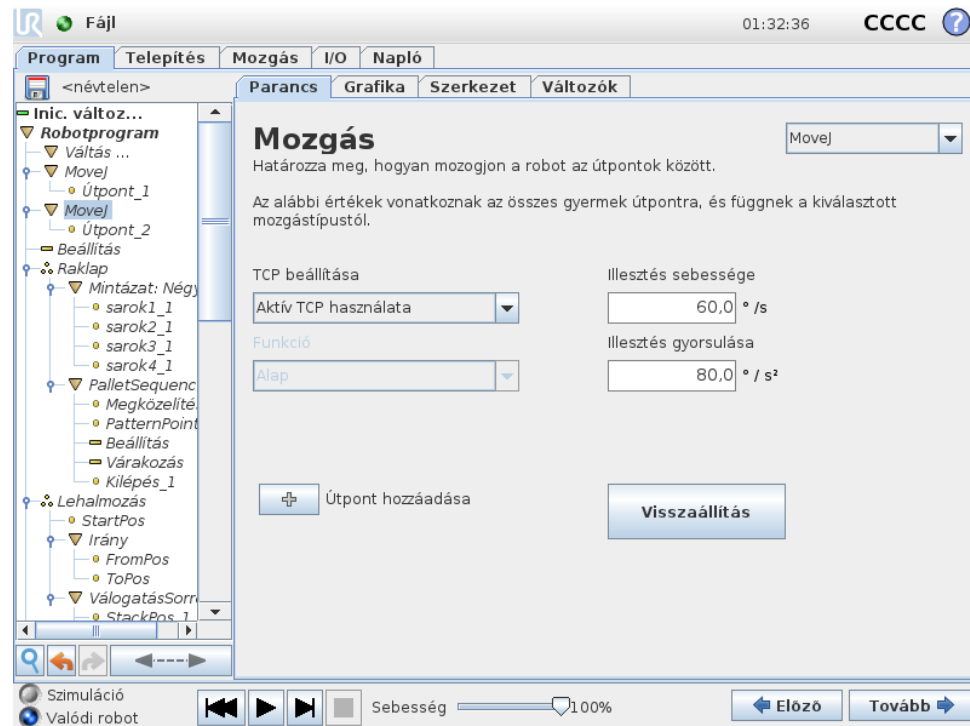 Fájl
01:32:36
CCCC
?
Program Telepítés Mozgás I/O Napló
<névtelen>
Parancs Grafika Szerkezet Változók
Inic. változ...
Robotprogram
Váltás ...
MoveJ
Útpont_1
MoveJ
Útpont_2
Beállítás
Raklap
Mintázat: Négy
sarok1_1
sarok2_1
sarok3_1
sarok4_1
PalletSequenc
Megközelíté
PatternPoint
Beállítás
Várakozás
Kilépés_1
Lehalmozás
StartPos
Irány
FromPos
ToPos
VálogatásSorr
StackPos_1
Mozgás
MoveJ
Határozza meg, hogyan mozogjon a robot az útpontok között.
Az alábbi értékek vonatkoznak az összes gyermek útpontra, és függnek a kiválasztott
mozgástípustól.
TCP beállítása
Aktív TCP használata
Funkció
Alap
Illesztés sebessége
60,0 ° /s
Illesztés gyorsulása
80,0 ° / s²
Útpont hozzáadása
Visszaállítás
Szimuláció
Valódi robot
Sebesség 100%
Előző
Tovább